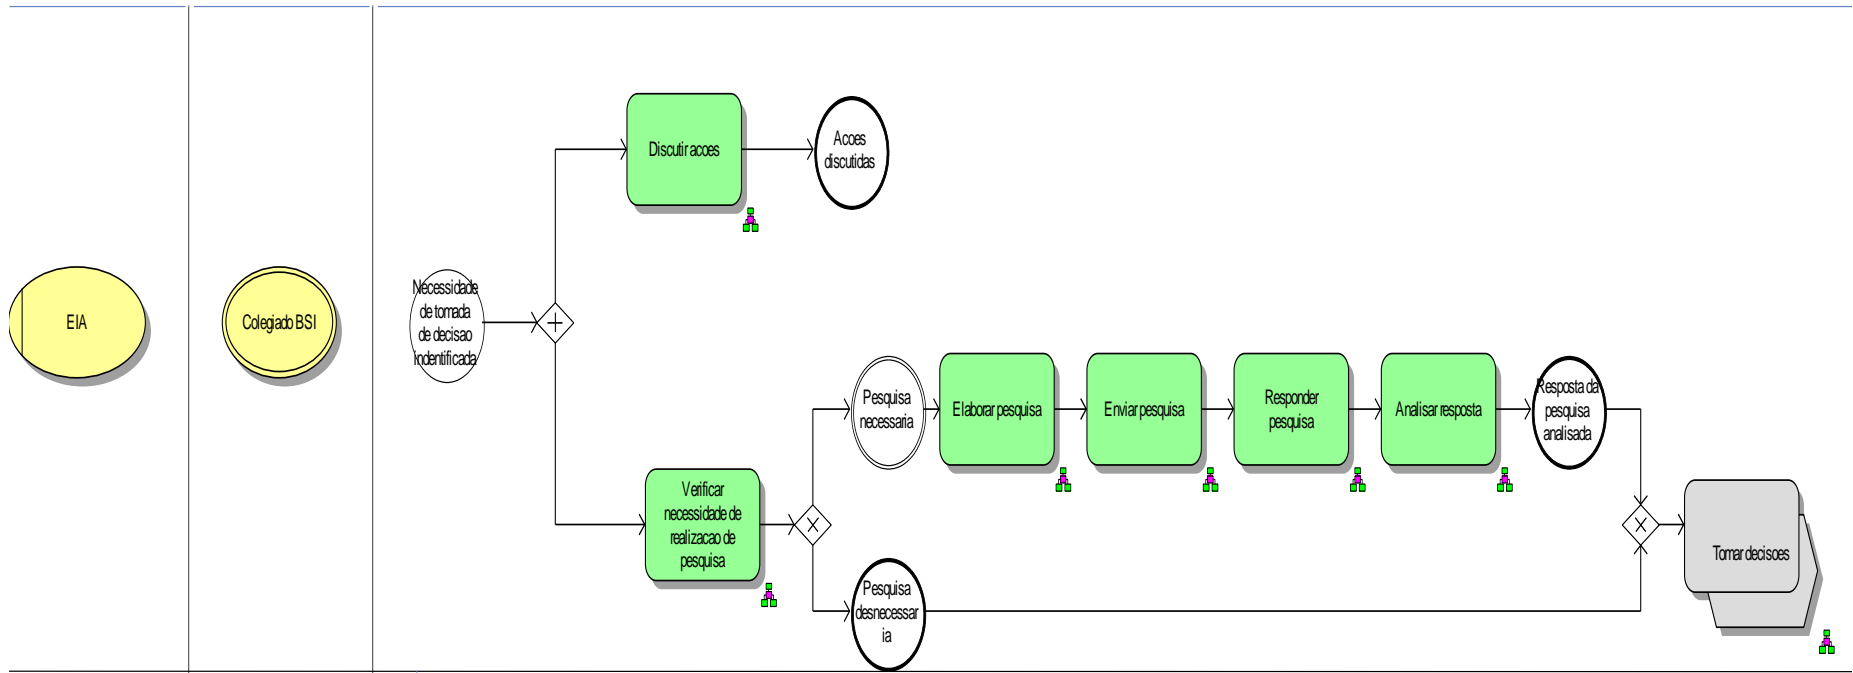 EIA
Colegiado BSI
Necessidade
de tomada
de decisao
indentificada
Discutir acoes
Acoes
discutidas
Verificar
necessidade de
realizacao de
pesquisa
Pesquisa
necessaria
Elaborar pesquisa
Enviar pesquisa
Responder
pesquisa
Analisar resposta
Resposta da
pesquisa
analisada
Pesquisa
desnecessar
ia
Tomar decisoes